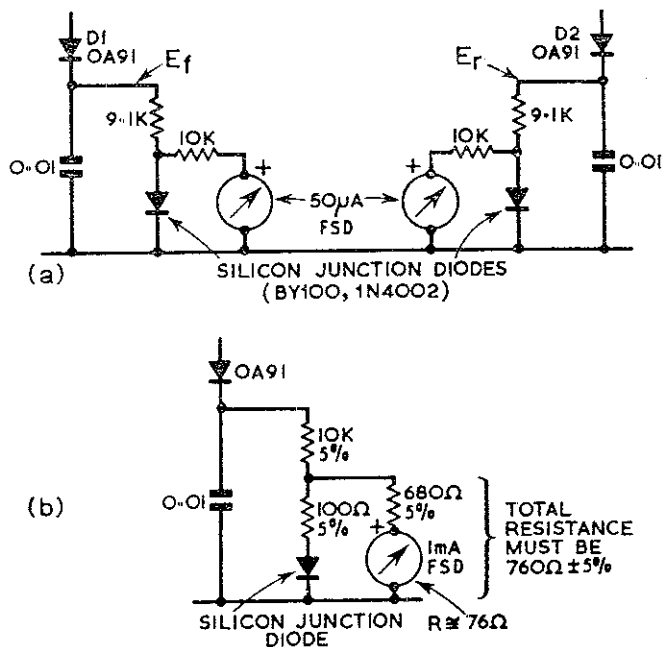 D1
OA91
Ef
9·1K
10K
+
0·01
50µA
FSD
Er
D2
OA91
9·1K
10K
+
0·01
SILICON JUNCTION DIODES
(BY100, 1N4002)
(a)
OA91
10K
5%
0·01
100Ω
5%
680Ω
5%
+
1mA
FSD
TOTAL
RESISTANCE
MUST BE
760Ω ±5%
SILICON JUNCTION
DIODE
R≅76Ω
(b)